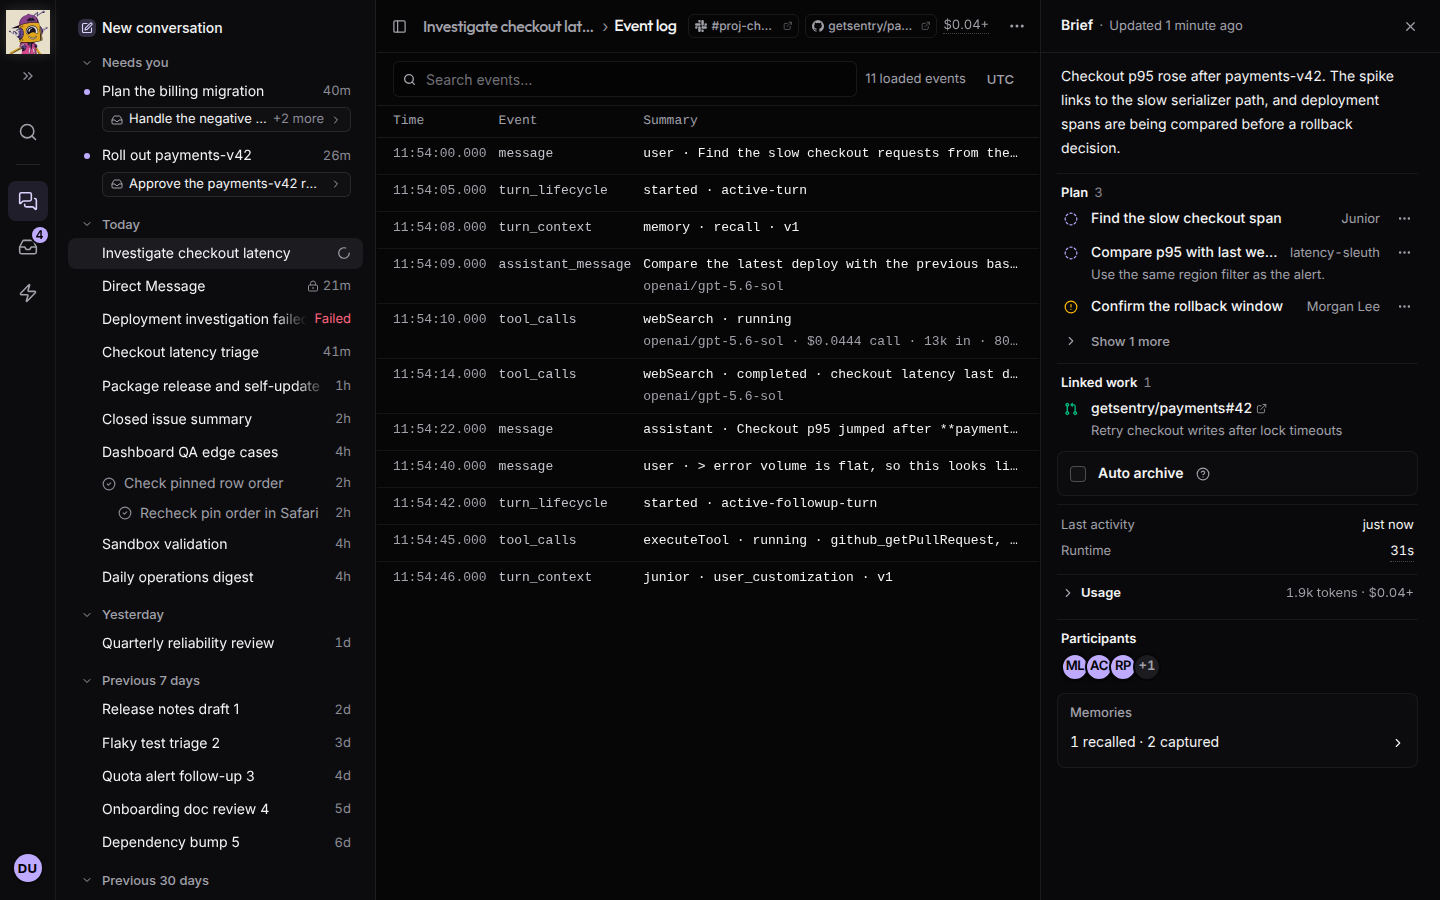 New conversation
Needs you
Plan the billing migration 40m
Handle the negative ... +2 more
Roll out payments-v42 26m
Approve the payments-v42 r...
Today
Investigate checkout latency
Direct Message 21m
Deployment investigation failed Failed
Checkout latency triage 41m
Package release and self-update 1h
Closed issue summary 2h
Dashboard QA edge cases 4h
Check pinned row order 2h
Recheck pin order in Safari 2h
Sandbox validation 4h
Daily operations digest 4h
Yesterday
Quarterly reliability review 1d
Previous 7 days
Release notes draft 1 2d
Flaky test triage 2 3d
Quota alert follow-up 3 4d
Onboarding doc review 4 5d
Dependency bump 5 6d
Previous 30 days
4
DU
Investigate checkout lat... › Event log #proj-ch... getsentry/pa... $0.04+
Search events... 11 loaded events UTC
Time Event Summary
11:54:00.000 message user · Find the slow checkout requests from the…
11:54:05.000 turn_lifecycle started · active-turn
11:54:08.000 turn_context memory · recall · v1
11:54:09.000 assistant_message Compare the latest deploy with the previous bas…
openai/gpt-5.6-sol
11:54:10.000 tool_calls webSearch · running
openai/gpt-5.6-sol · $0.0444 call · 13k in · 80…
11:54:14.000 tool_calls webSearch · completed · checkout latency last d…
openai/gpt-5.6-sol
11:54:22.000 message assistant · Checkout p95 jumped after **payment…
11:54:40.000 message user · > error volume is flat, so this looks li…
11:54:42.000 turn_lifecycle started · active-followup-turn
11:54:45.000 tool_calls executeTool · running · github_getPullRequest, …
11:54:46.000 turn_context junior · user_customization · v1
Brief · Updated 1 minute ago
Checkout p95 rose after payments-v42. The spike
links to the slow serializer path, and deployment
spans are being compared before a rollback
decision.
Plan 3
Find the slow checkout span Junior
Compare p95 with last we... latency-sleuth
Use the same region filter as the alert.
Confirm the rollback window Morgan Lee
Show 1 more
Linked work 1
getsentry/payments#42
Retry checkout writes after lock timeouts
Auto archive
Last activity just now
Runtime 31s
Usage 1.9k tokens · $0.04+
Participants
ML AC RP +1
Memories
1 recalled · 2 captured